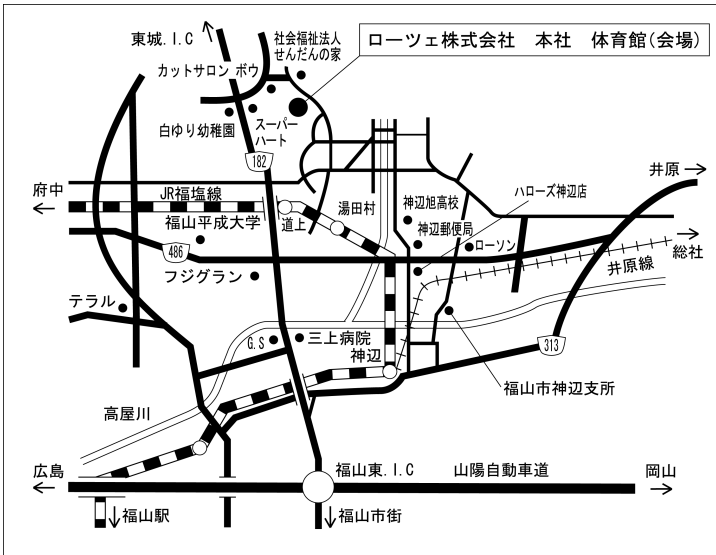 東城.I.C
社会福祉法人
せんだんの家
ローツェ株式会社 本社 体育館(会場)
カットサロン ボウ
白ゆり幼稚園
スーパー
ハート
182
井原
府中
JR福塩線
道上
湯田村
神辺旭高校
ハローズ神辺店
福山平成大学
神辺郵便局
ローソン
486
総社
井原線
フジグラン
テラル
G.S
三上病院
神辺
313
福山市神辺支所
高屋川
広島
福山東.I.C
山陽自動車道
岡山
福山駅
福山市街